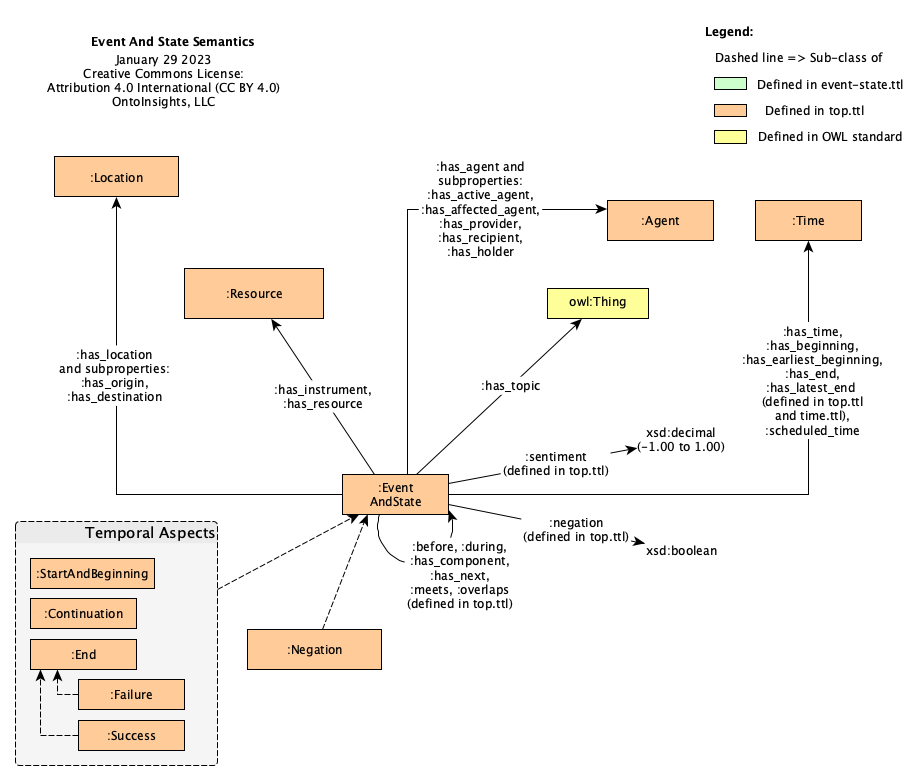 Event And State Semantics
January 29 2023
Creative Commons License:
Attribution 4.0 International (CC BY 4.0)
OntoInsights, LLC
Legend:
Dashed line => Sub-class of
Defined in event-state.ttl
Defined in top.ttl
Defined in OWL standard
:Location
:has_agent and
subproperties:
:has_active_agent,
:has_affected_agent,
:has_provider,
:has_recipient,
:has_holder
:Agent
:Time
:Resource
owl:Thing
:has_location
and subproperties:
:has_origin,
:has_destination
:has_instrument,
:has_resource
:has_topic
:has_time,
:has_beginning,
:has_earliest_beginning,
:has_end,
:has_latest_end
(defined in top.ttl
and time.ttl),
:scheduled_time
xsd:decimal
(-1.00 to 1.00)
:sentiment
(defined in top.ttl)
:Event
AndState
:negation
(defined in top.ttl)
xsd:boolean
:before, :during,
:has_component,
:has_next,
:meets, :overlaps
(defined in top.ttl)
Temporal Aspects
:StartAndBeginning
:Continuation
:End
:Failure
:Success
:Negation